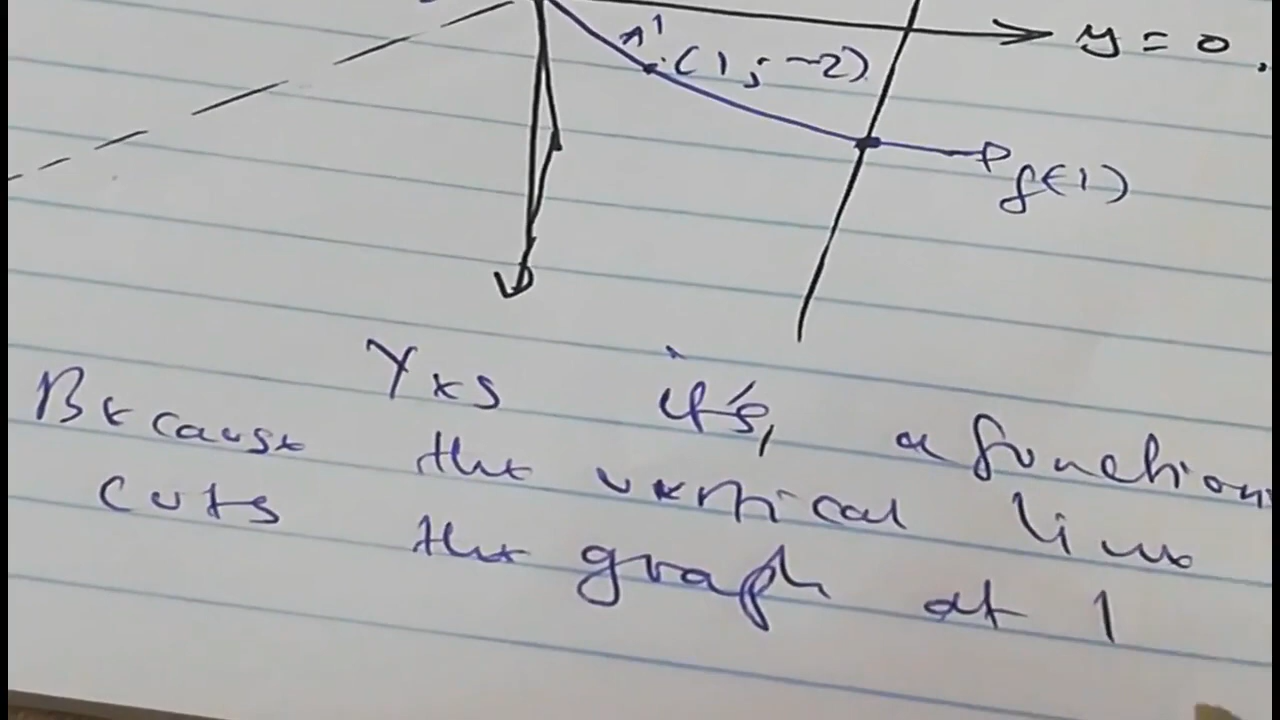 y = 0.
A' (1 ; -2)
f(1)
Yes it's, a function
Because the vertical line
cuts the graph at 1